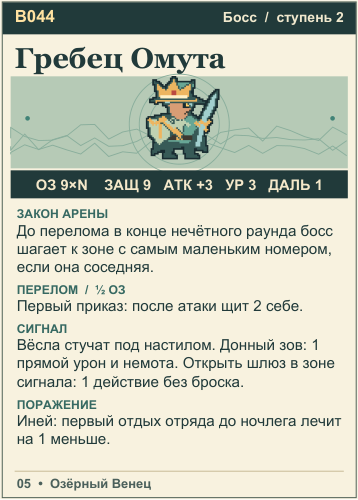 B044
Босс / ступень 2
Гребец Омута
ОЗ 9×N ЗАЩ 9 АТК +3 УР 3 ДАЛЬ 1
ЗАКОН АРЕНЫ
До перелома в конце нечётного раунда босс
шагает к зоне с самым маленьким номером,
если она соседняя.
ПЕРЕЛОМ / ½ ОЗ
Первый приказ: после атаки щит 2 себе.
СИГНАЛ
Вёсла стучат под настилом. Донный зов: 1
прямой урон и немота. Открыть шлюз в зоне
сигнала: 1 действие без броска.
ПОРАЖЕНИЕ
Иней: первый отдых отряда до ночлега лечит
на 1 меньше.
05 • Озёрный Венец